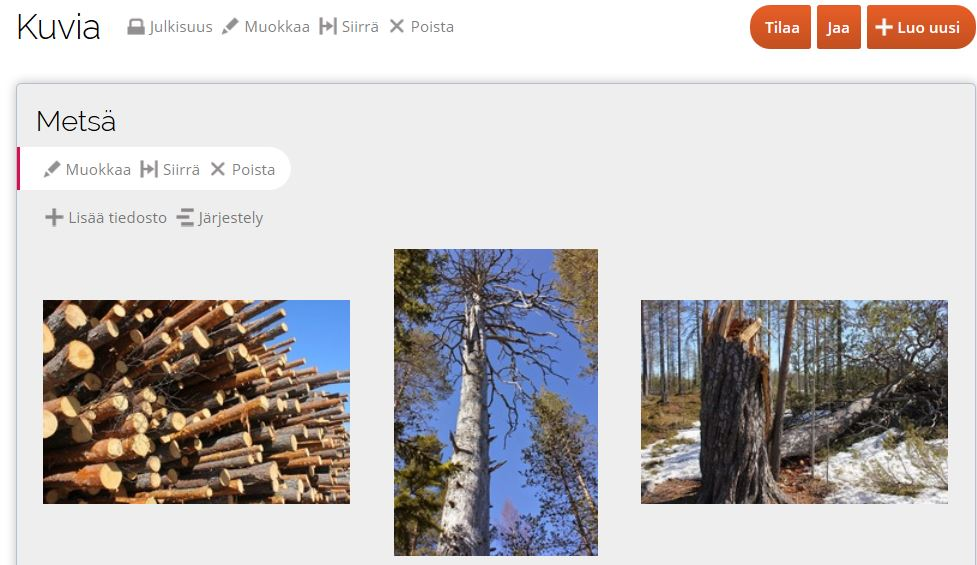 Kuvia Julkisuus Muokkaa Siirrä Poista Tilaa Jaa Luo uusi
Metsä
Muokkaa Siirrä Poista
Lisää tiedosto Järjestely